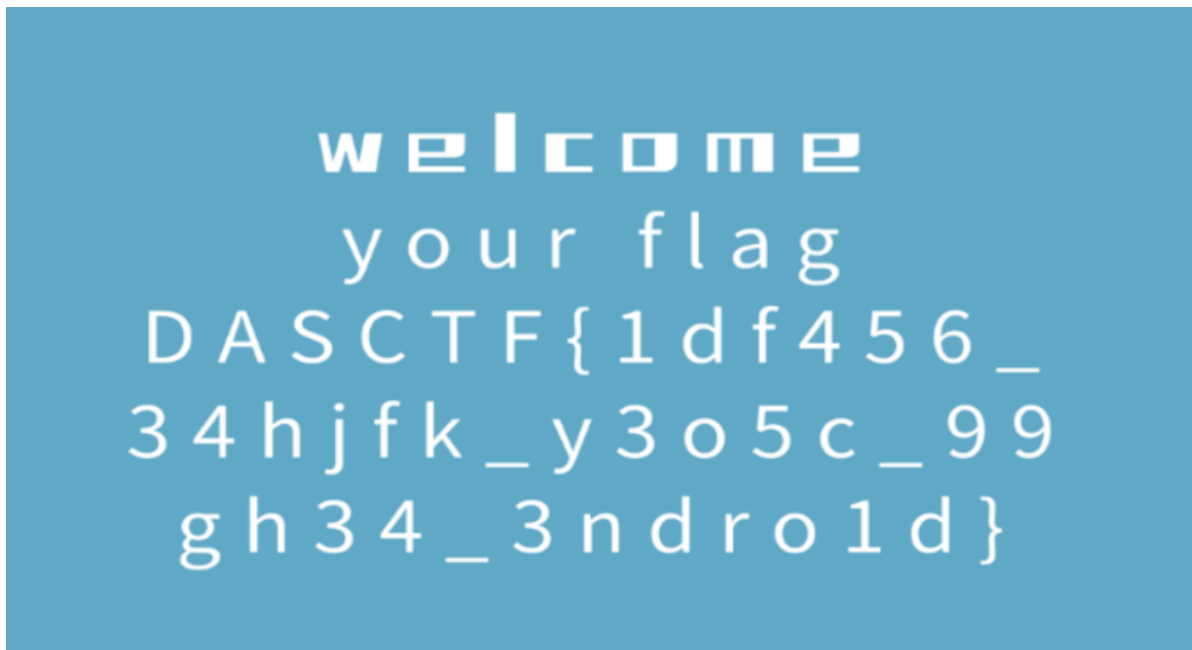 welcome
your flag
DASCTF{1df456_
34hjfk_y3o5c_99
gh34_3ndro1d}